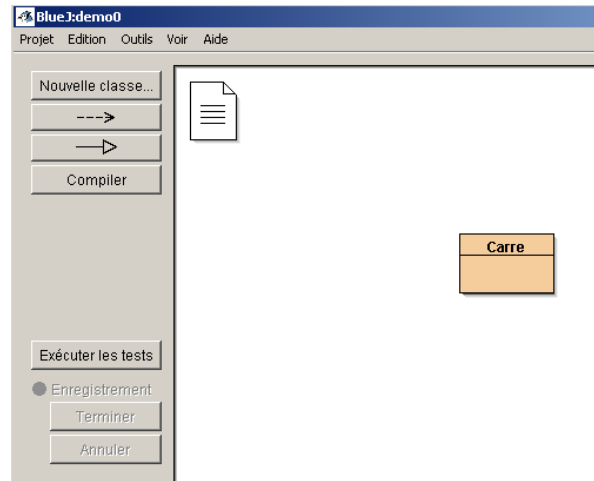 BlueJ:demo0
Projet Edition Outils Voir Aide
Nouvelle classe...
Compiler
Carre
Exécuter les tests
Enregistrement
Terminer
Annuler